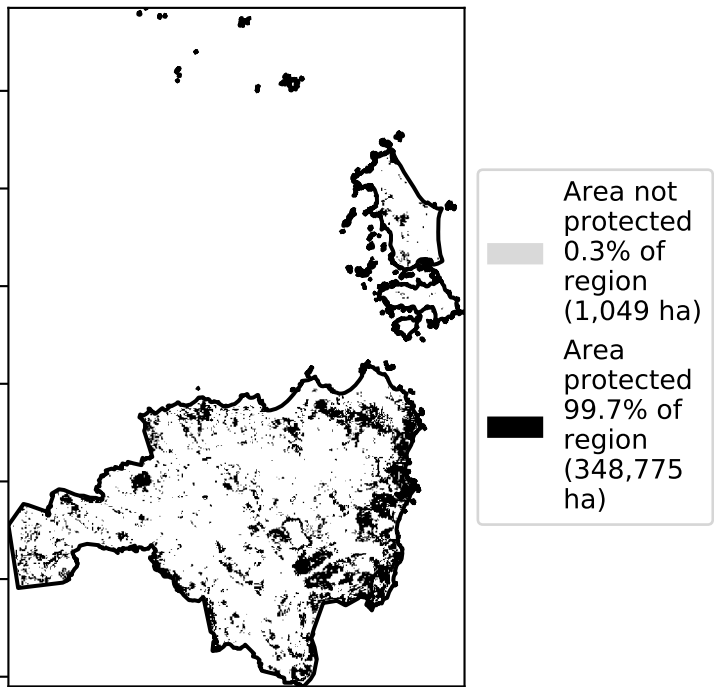 Area not
protected
0.3% of
region
(1,049 ha)
Area
protected
99.7% of
region
(348,775
ha)